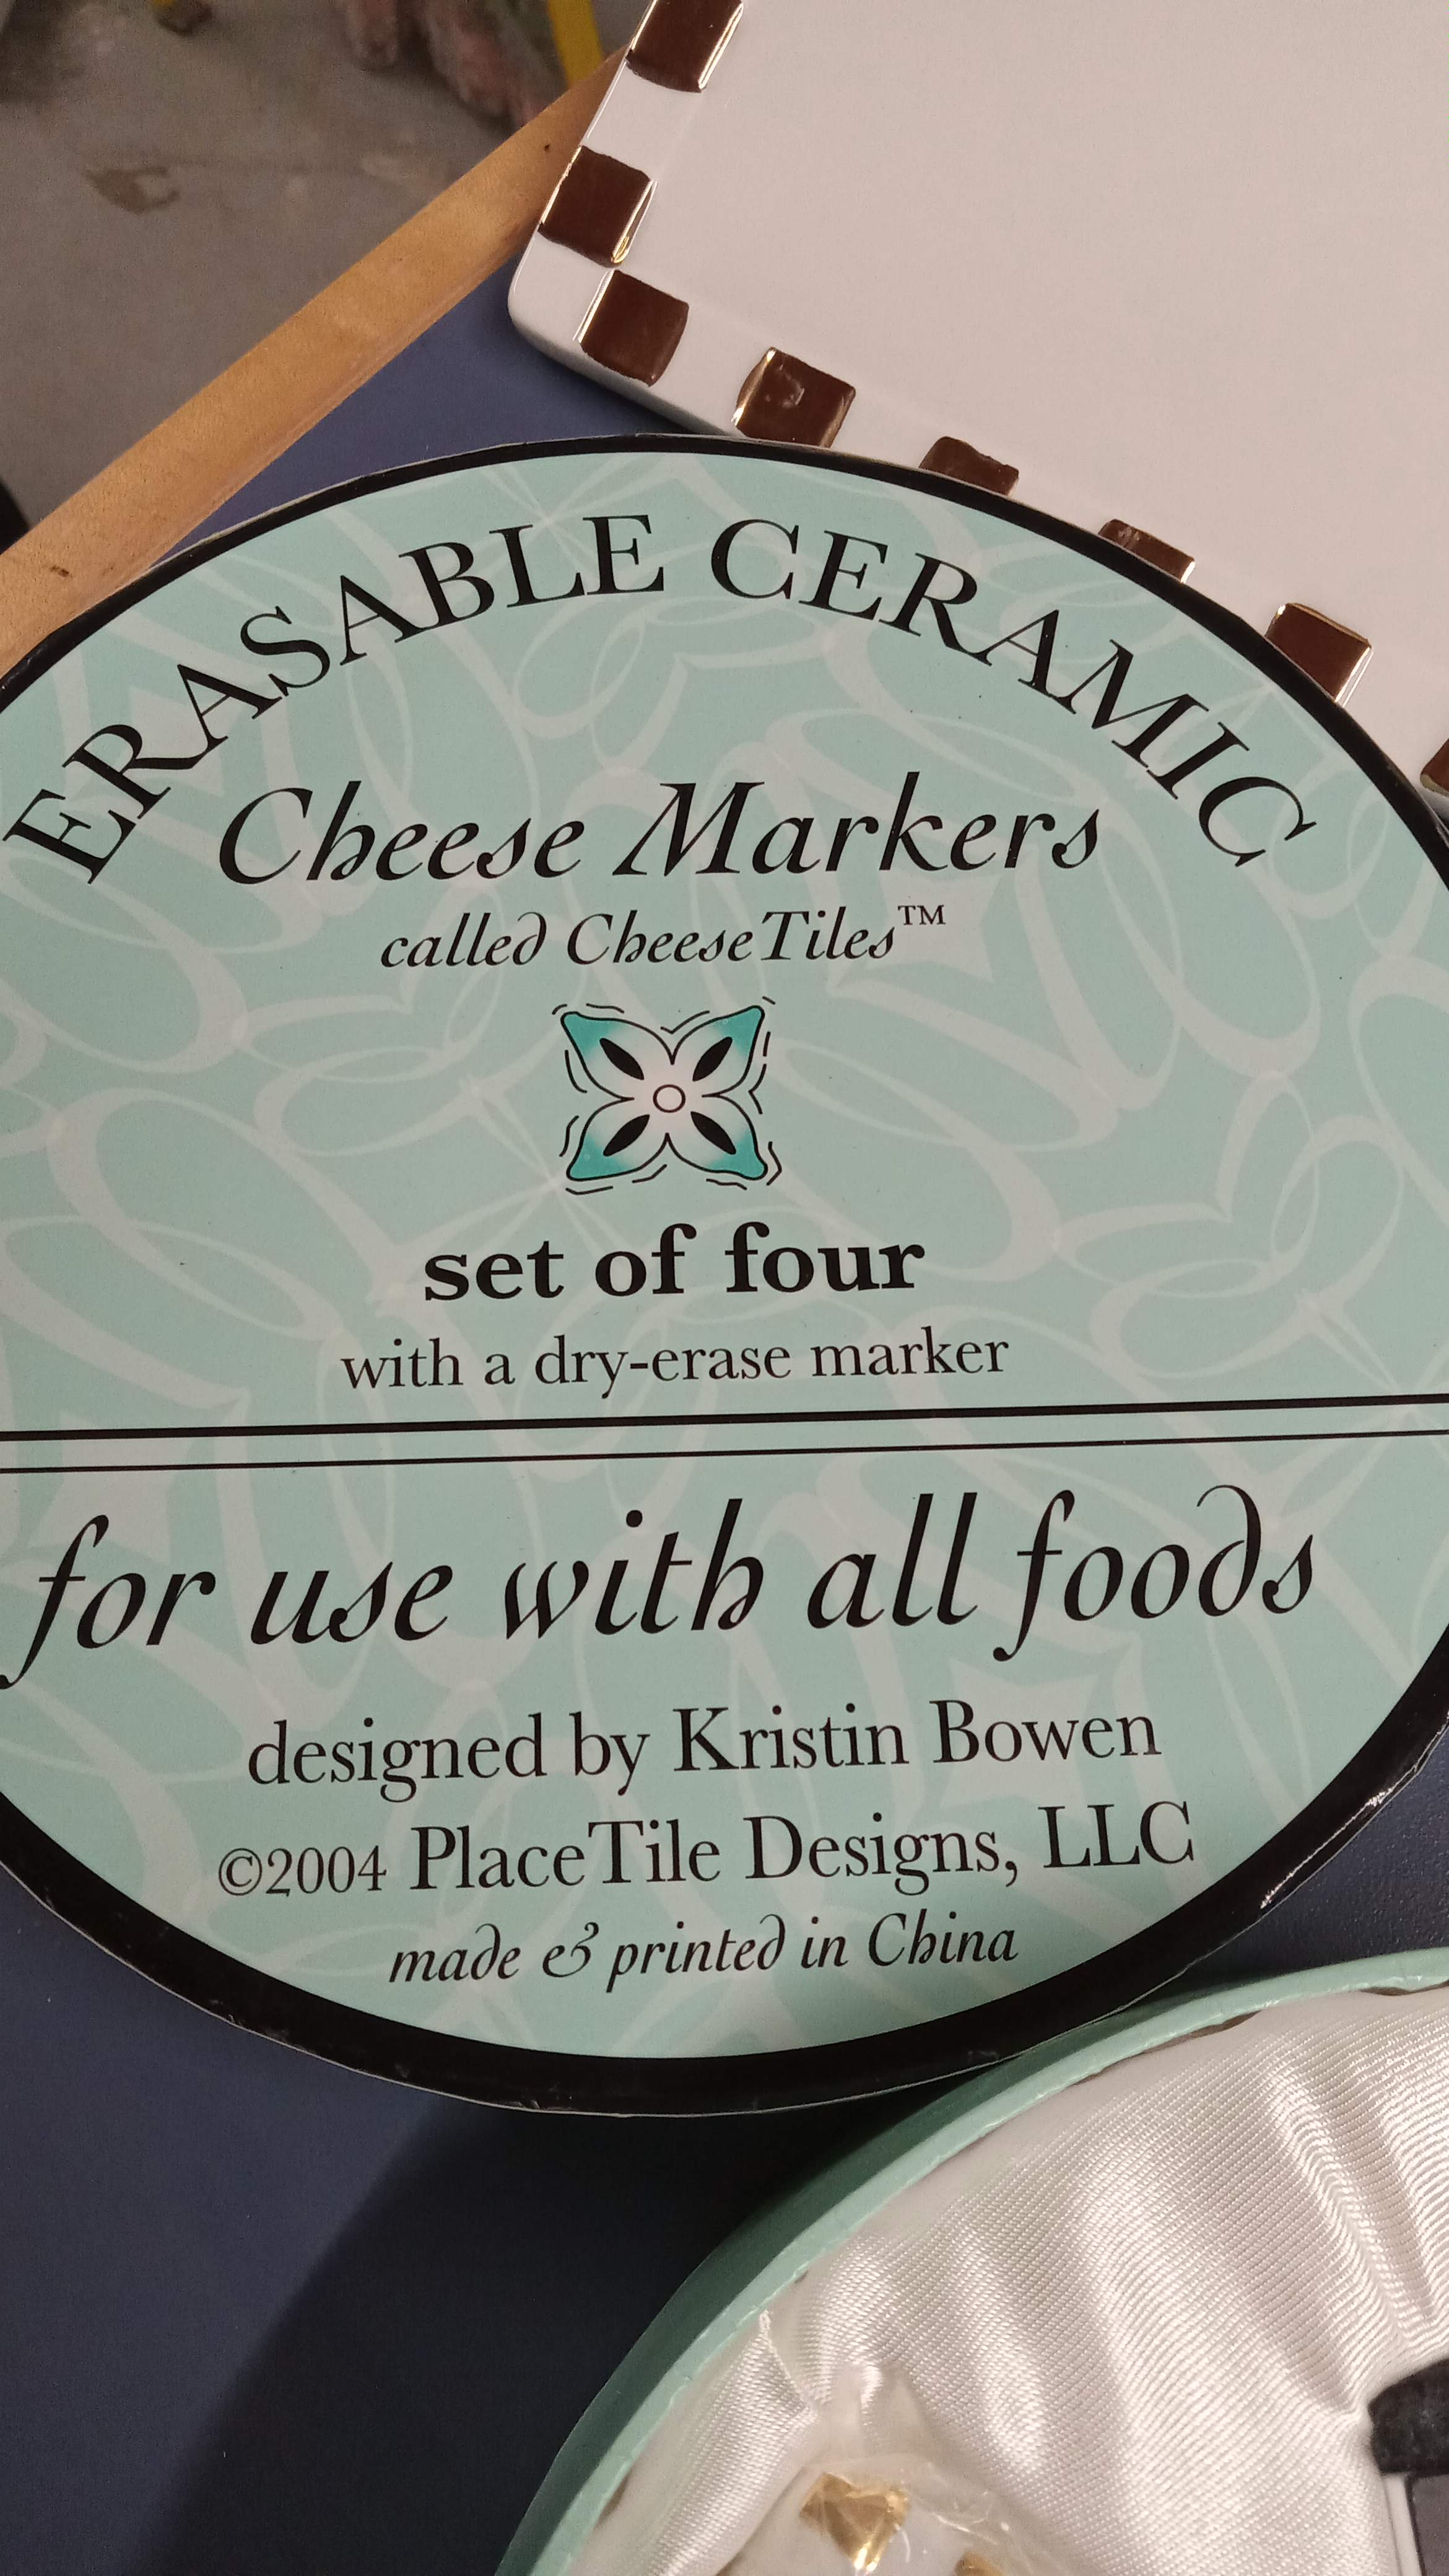 ERASABLE CERAMIC
Cheese Markers
called CheeseTiles™
set of four
with a dry-erase marker
for use with all foods
designed by Kristin Bowen
©2004 PlaceTile Designs, LLC
made & printed in China